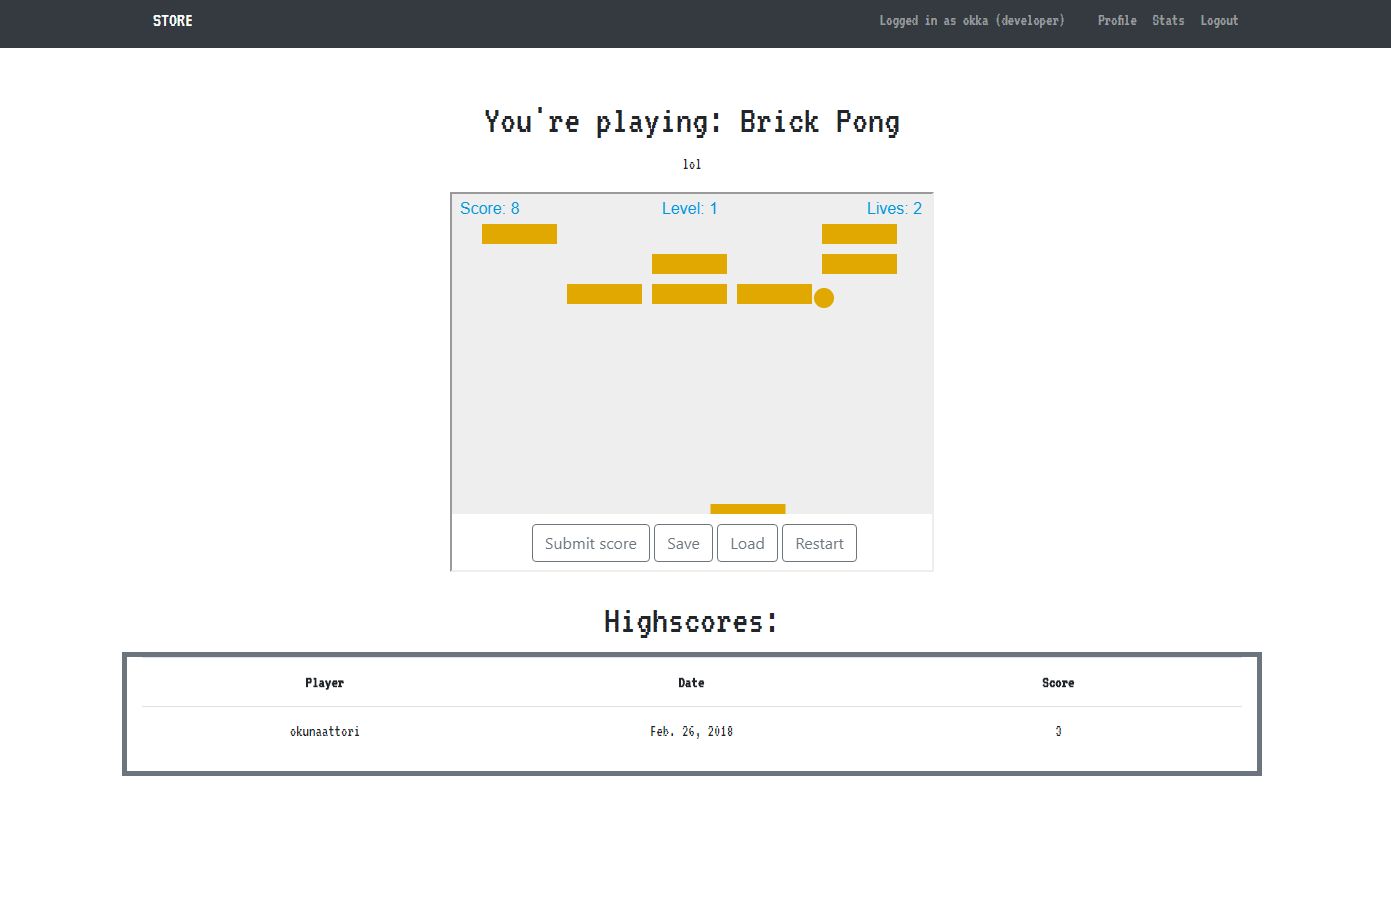 STORE Logged in as okka (developer) Profile Stats Logout
You're playing: Brick Pong
lol
Score: 8 Level: 1 Lives: 2
Submit score Save Load Restart
Highscores:
Player Date Score
okunaattori Feb. 26, 2018 3